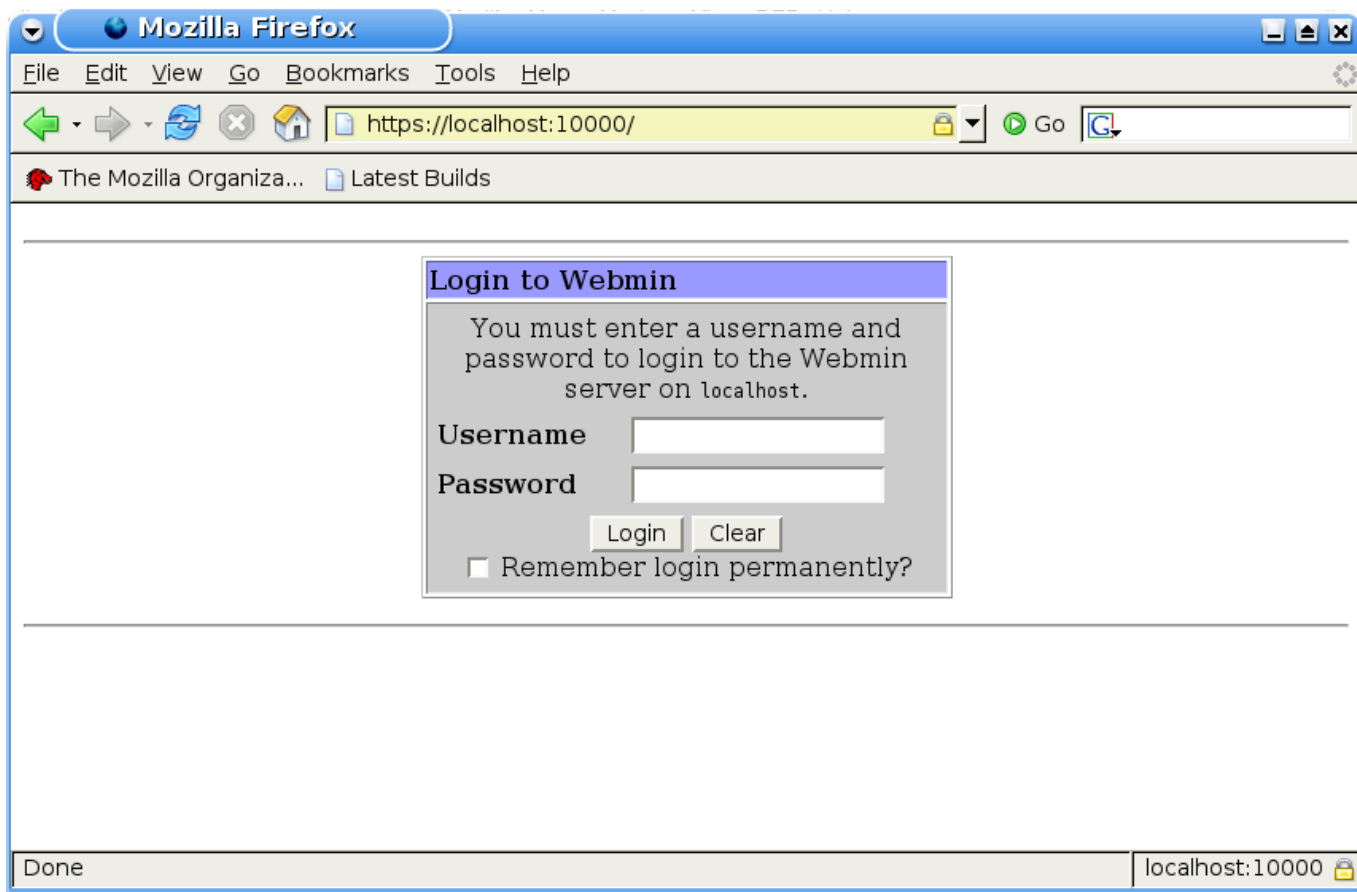 Mozilla Firefox
File Edit View Go Bookmarks Tools Help
https://localhost:10000/ Go G
The Mozilla Organiza... Latest Builds
Login to Webmin
You must enter a username and
password to login to the Webmin
server on localhost.
Username
Password
Login Clear
Remember login permanently?
Done localhost:10000